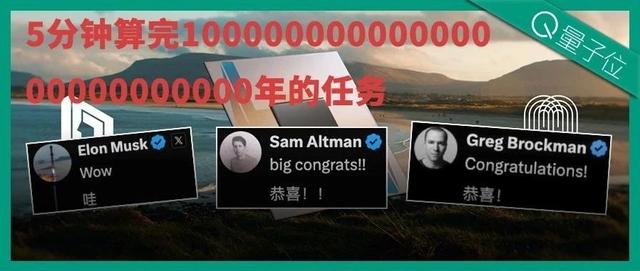 5分钟算完1000000000000000
00000000000年的任务
量子位
Elon Musk
Wow
哇
Sam Altman
big congrats!!
恭喜！！
Greg Brockman
Congratulations!
恭喜！